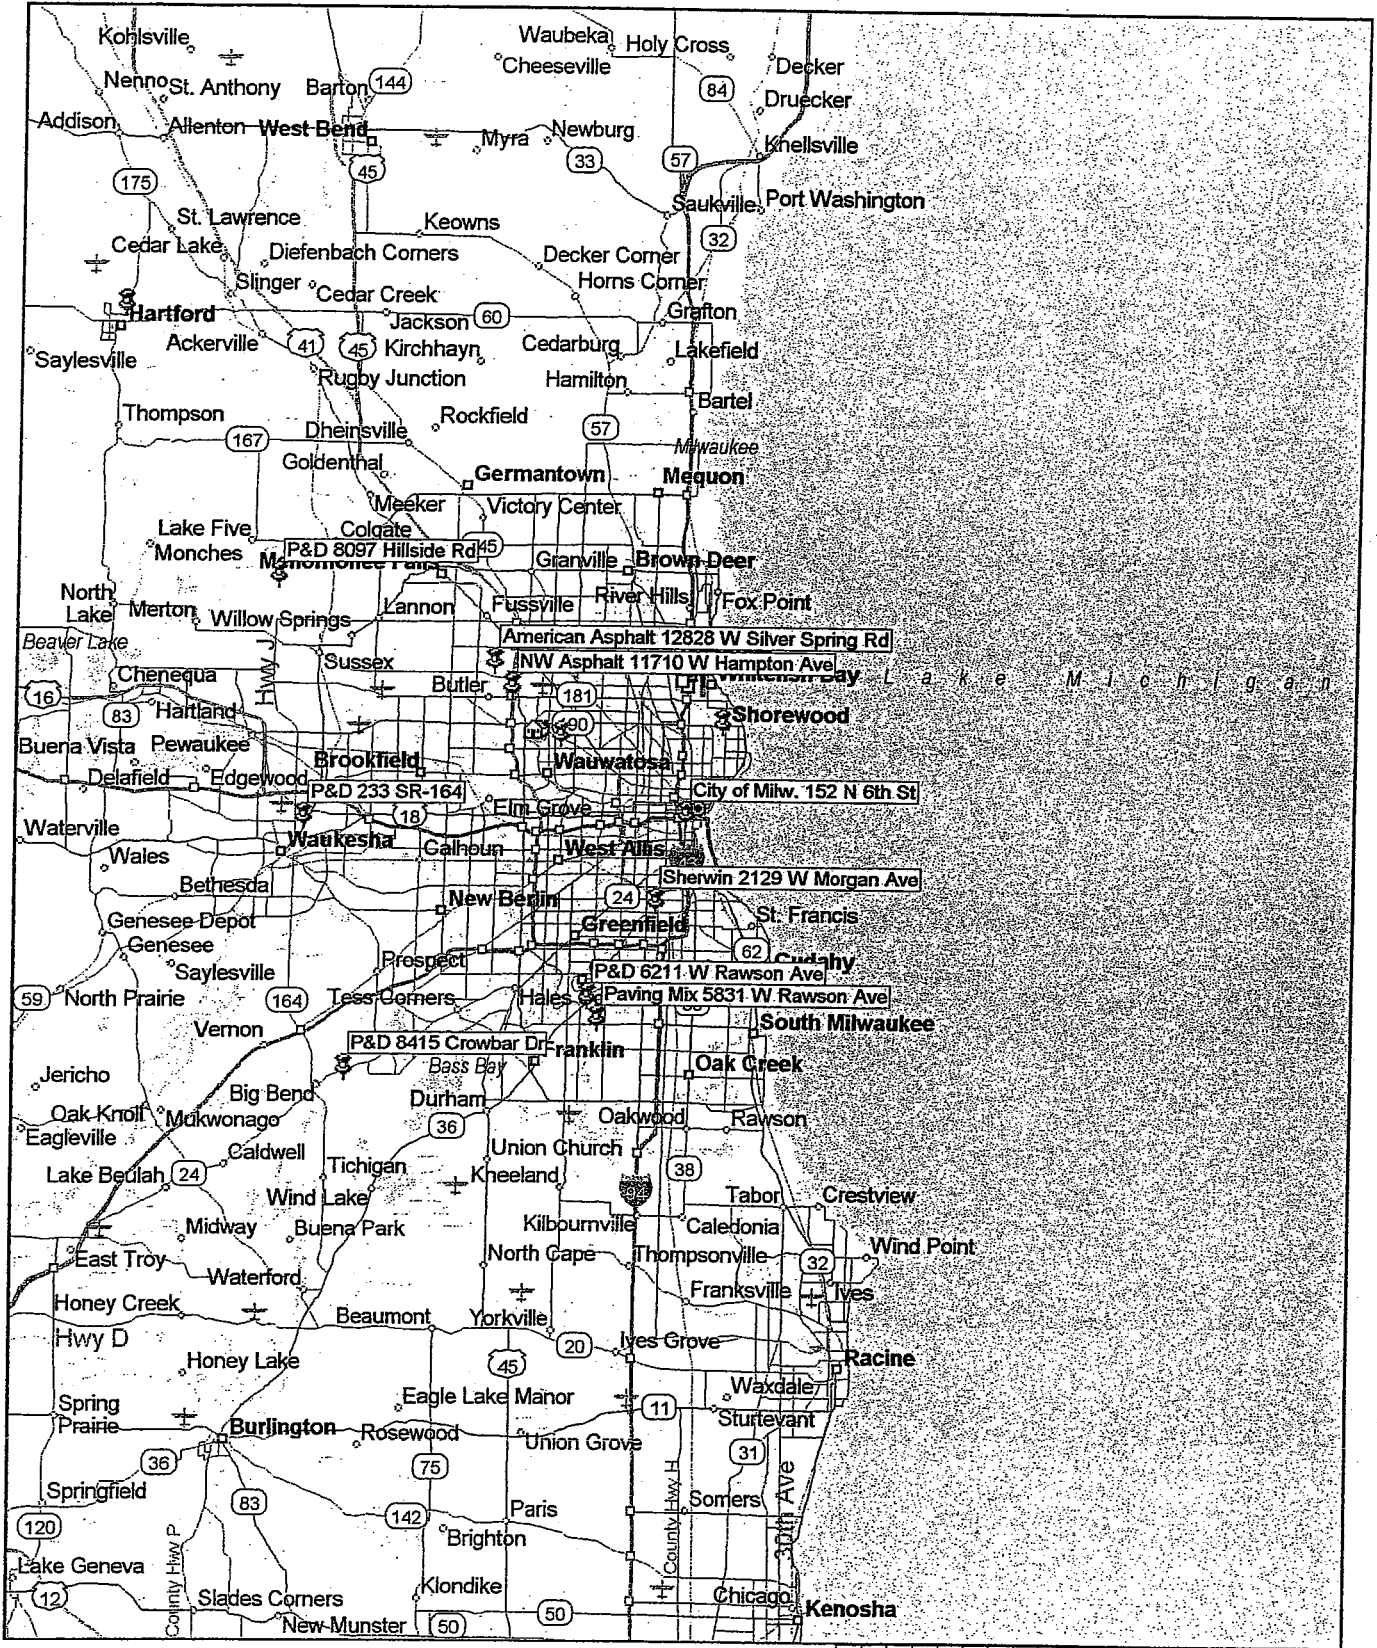 Kohlsville
Waubeka
Holy Cross
Cheeseville
Decker
Nenno
St. Anthony
Barton
144
84
Druecker
Addison
Allenton
West Bend
Myra
Newburg
Knellsville
33
57
45
175
Saukville
Port Washington
St. Lawrence
Keowns
32
Cedar Lake
Diefenbach Corners
Decker Corner
Slinger
Cedar Creek
Horns Corner
Hartford
Jackson
60
Grafton
Ackerville
41
45
Kirchhayn
Cedarburg
Lakefield
Saylesville
Rugby Junction
Hamilton
Bartel
Thompson
Rockfield
57
167
Dheinsville
Milwaukee
Goldenthal
Germantown
Mequon
Meeker
Victory Center
Lake Five
Colgate
Monches
P&D 8097 Hillside Rd
45
Granville
Brown Deer
Menomonee Falls
North
Lake
Merton
Willow Springs
Lannon
Fussville
River Hills
Fox Point
Beaver Lake
American Asphalt 12828 W Silver Spring Rd
Hwy J
Sussex
NW Asphalt 11710 W Hampton Ave
Chenequa
Butler
Whitefish Bay
Lake Michigan
16
181
83
Hartland
190
Shorewood
Buena Vista
Pewaukee
Brookfield
Wauwatosa
Delafield
Edgewood
P&D 233 SR-164
City of Milw. 152 N 6th St
Elm Grove
18
Waterville
Waukesha
Calhoun
West Allis
Wales
Sherwin 2129 W Morgan Ave
Bethesda
New Berlin
24
St. Francis
Genesee Depot
Greenfield
Genesee
62
Saylesville
Prospect
Cudahy
P&D 6211 W Rawson Ave
59
North Prairie
164
Tess Corners
Hales
Paving Mix 5831 W Rawson Ave
Vernon
South Milwaukee
P&D 8415 Crowbar Dr
Franklin
Bass Bay
Oak Creek
Jericho
Big Bend
Durham
Oak Knoll
Mukwonago
Oakwood
Rawson
Eagleville
36
Caldwell
Union Church
Lake Beulah
24
Tichigan
Kneeland
38
Wind Lake
Tabor
Crestview
Midway
Buena Park
Kilbournville
Caledonia
East Troy
North Cape
Thompsonville
Wind Point
32
Waterford
Franksville
Ives
Honey Creek
Beaumont
Yorkville
Hwy D
20
Ives Grove
Honey Lake
45
Racine
Spring
Prairie
Eagle Lake Manor
Waxdale
11
Sturtevant
Burlington
Rosewood
Union Grove
36
75
31
Springfield
83
County Hwy H
Somers
30th Ave
120
142
Paris
Brighton
County Hwy P
Lake Geneva
12
Klondike
Chicago
Slades Corners
50
Kenosha
New Munster
50